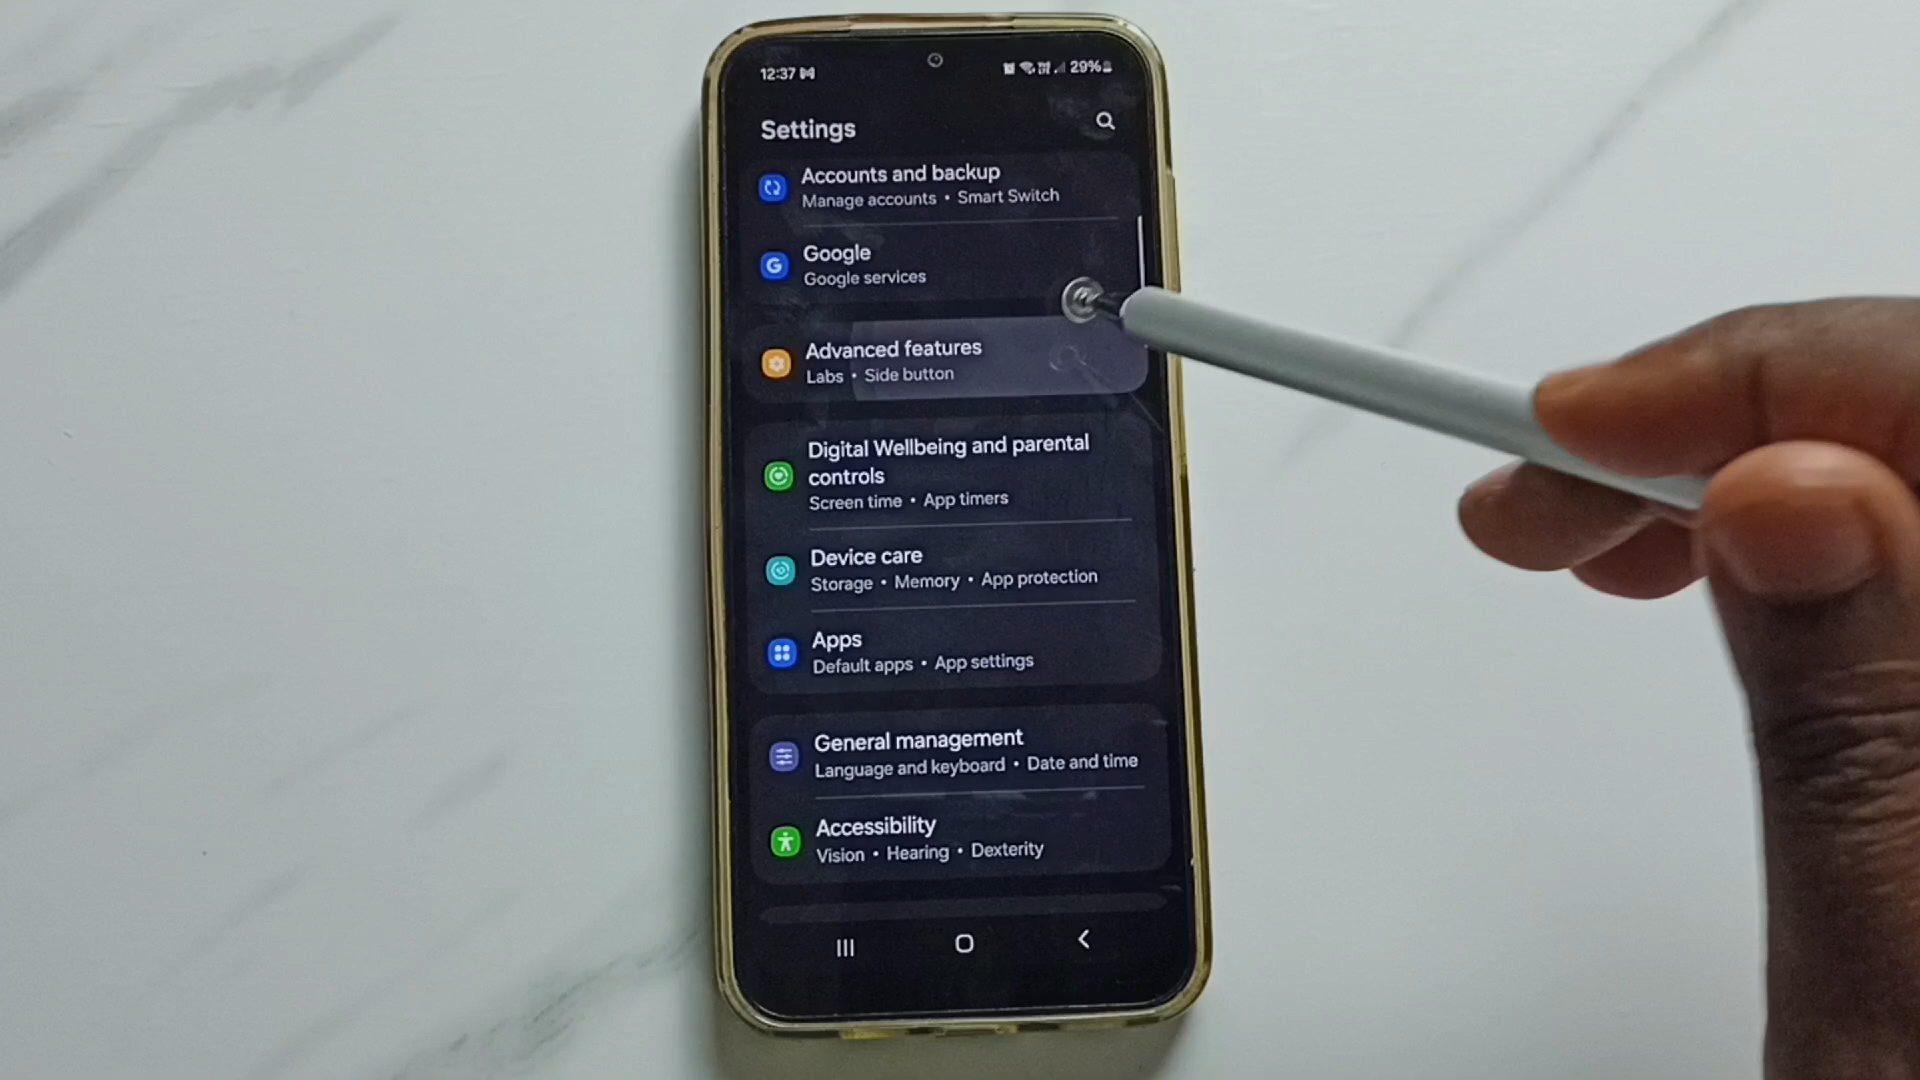 12:37
29%
Settings
Accounts and backup
Manage accounts • Smart Switch
Google
Google services
Advanced features
Labs • Side button
Digital Wellbeing and parental
controls
Screen time • App timers
Device care
Storage • Memory • App protection
Apps
Default apps • App settings
General management
Language and keyboard • Date and time
Accessibility
Vision • Hearing • Dexterity